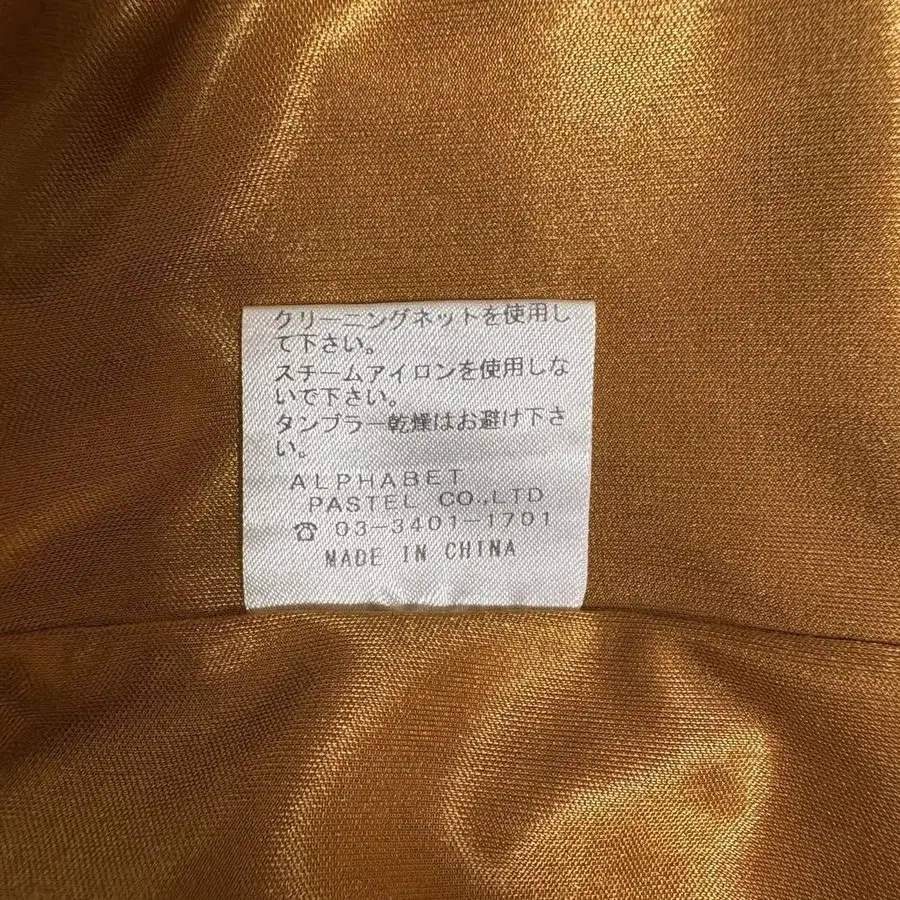 クリーニングネットを使用し
て下さい。
スチームアイロンを使用しな
いで下さい。
タンブラー乾燥はお避け下さ
い。
ALPHABET
PASTEL CO.,LTD
☎ 03-3401-1701
MADE IN CHINA